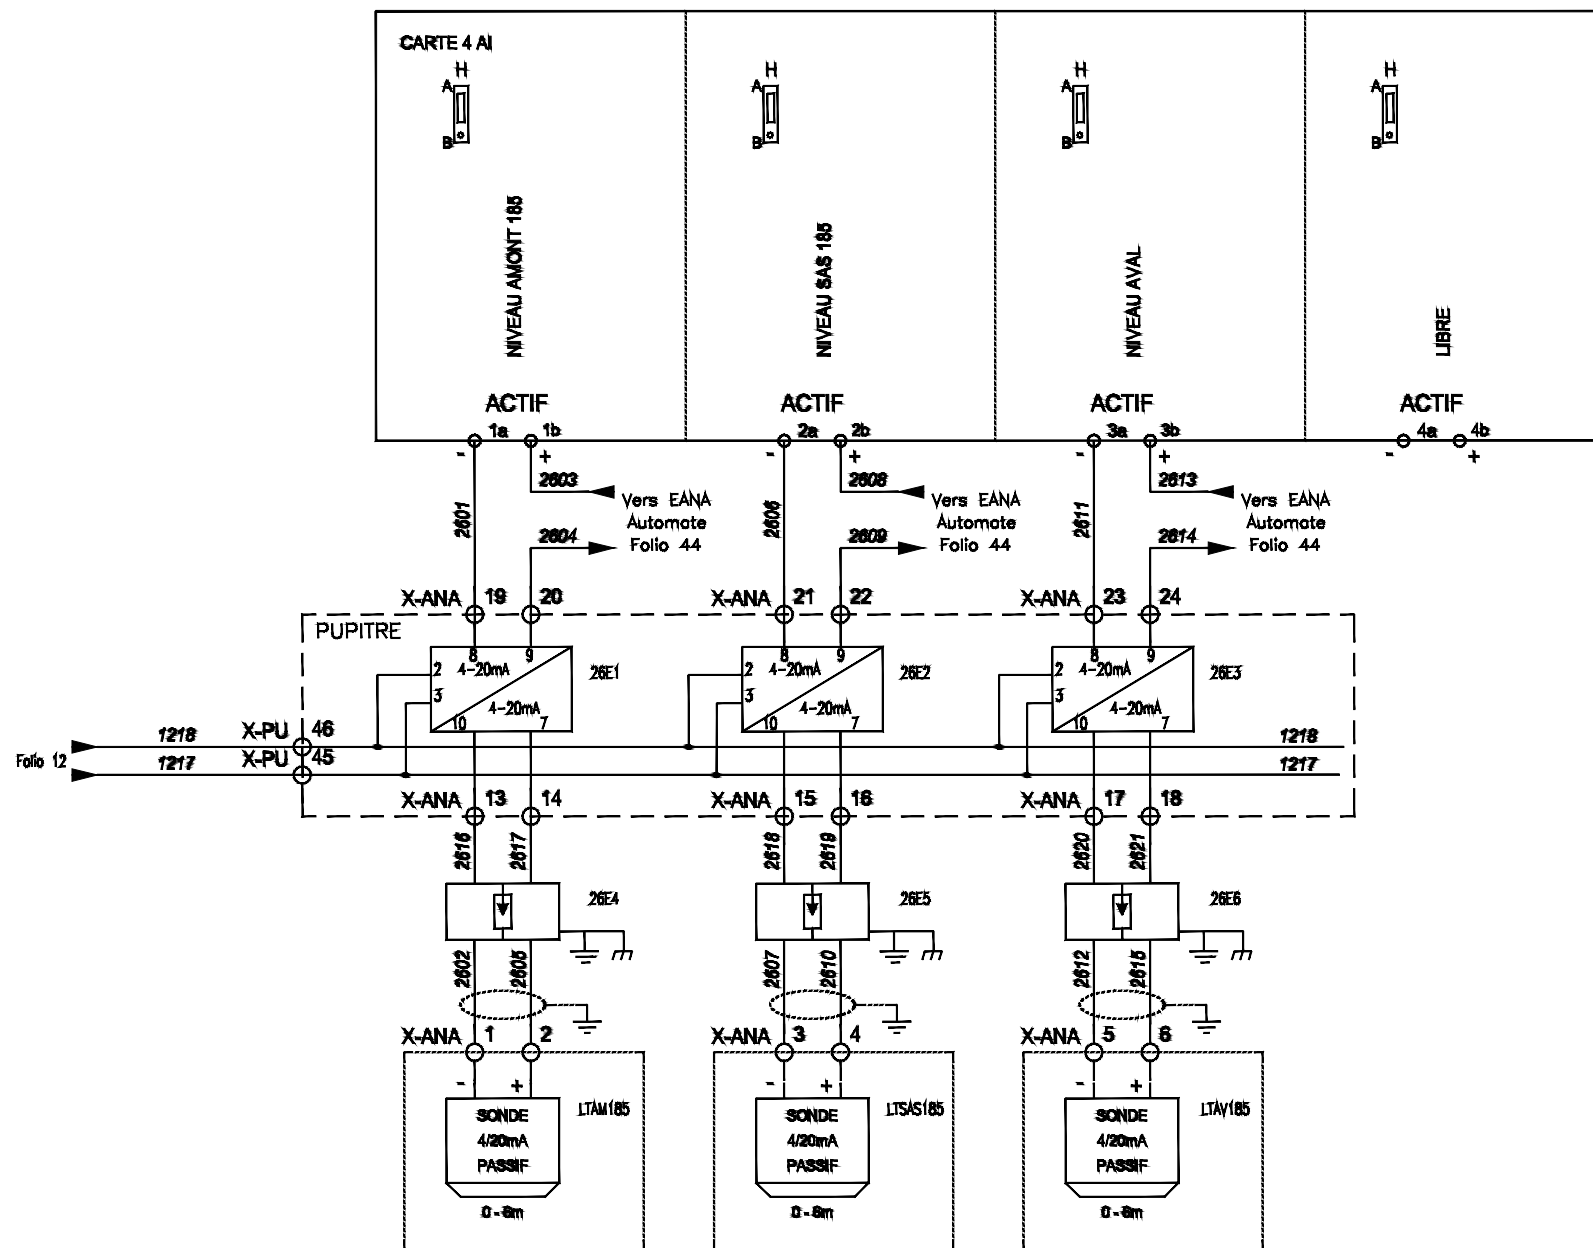 CARTE 4 AI
H H H H
A A A A
B B B B
NIVEAU AMONT 185
NIVEAU SAS 185
NIVEAU AVAL
LIBRE
ACTIF ACTIF ACTIF ACTIF
1a 1b 2a 2b 3a 3b 4a 4b
- + - + - + - +
2603 2608 2613
2601 2606 2611
Vers EANA
Automate
Folio 44
Vers EANA
Automate
Folio 44
Vers EANA
Automate
Folio 44
2604 2609 2614
X-ANA 19 20 X-ANA 21 22 X-ANA 23 24
PUPITRE
8 9 8 9 8 9
2 4-20mA 26E1 2 4-20mA 26E2 2 4-20mA 26E3
3 4-20mA 3 4-20mA 3 4-20mA
10 7 10 7 10 7
1218 X-PU 46 1218
Folio 12
1217 X-PU 45 1217
X-ANA 13 14 X-ANA 15 16 X-ANA 17 18
2616 2617 2618 2619 2620 2621
26E4 26E5 26E6
2602 2605 2607 2610 2612 2615
X-ANA 1 2 X-ANA 3 4 X-ANA 5 6
- + - + - +
LTAM185 LTSAS185 LTAV185
SONDE
4/20mA
PASSIF
SONDE
4/20mA
PASSIF
SONDE
4/20mA
PASSIF